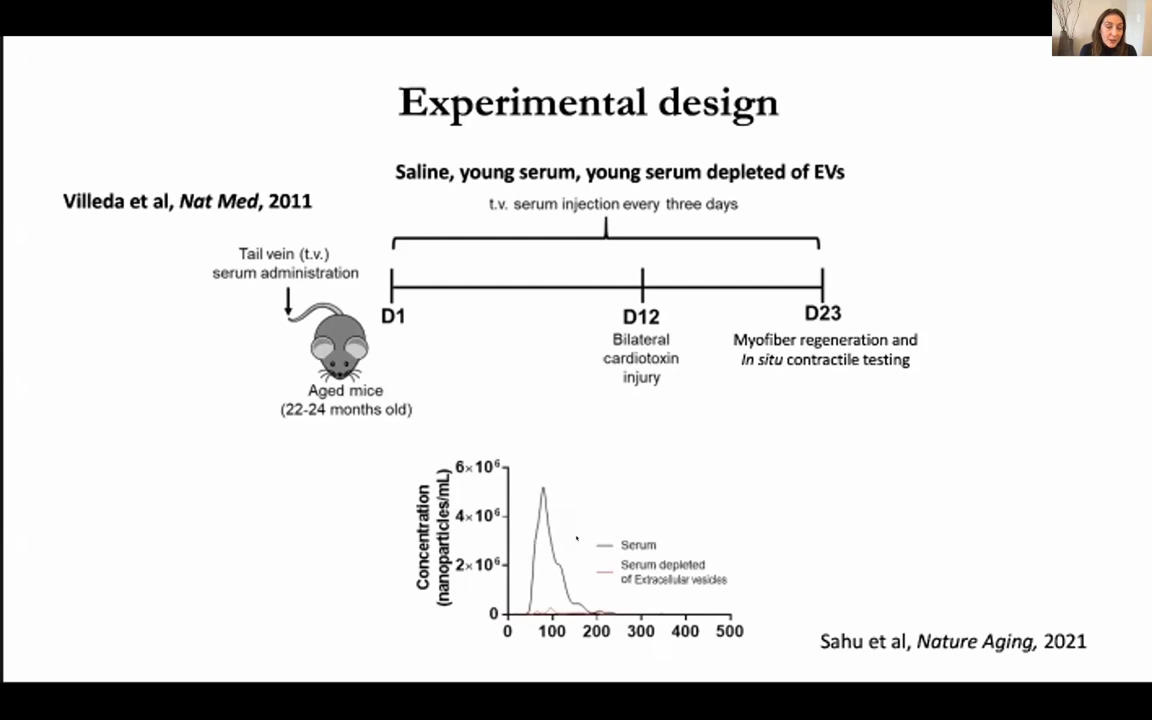 Experimental design
Saline, young serum, young serum depleted of EVs
Villeda et al, Nat Med, 2011
t.v. serum injection every three days
Tail vein (t.v.)
serum administration
D1
D12
D23
Bilateral
cardiotoxin
injury
Myofiber regeneration and
In situ contractile testing
Aged mice
(22-24 months old)
Concentration
(nanoparticles/mL)
6×10⁶
4×10⁶
2×10⁶
0
Serum
Serum depleted
of Extracellular vesicles
0 100 200 300 400 500
Sahu et al, Nature Aging, 2021